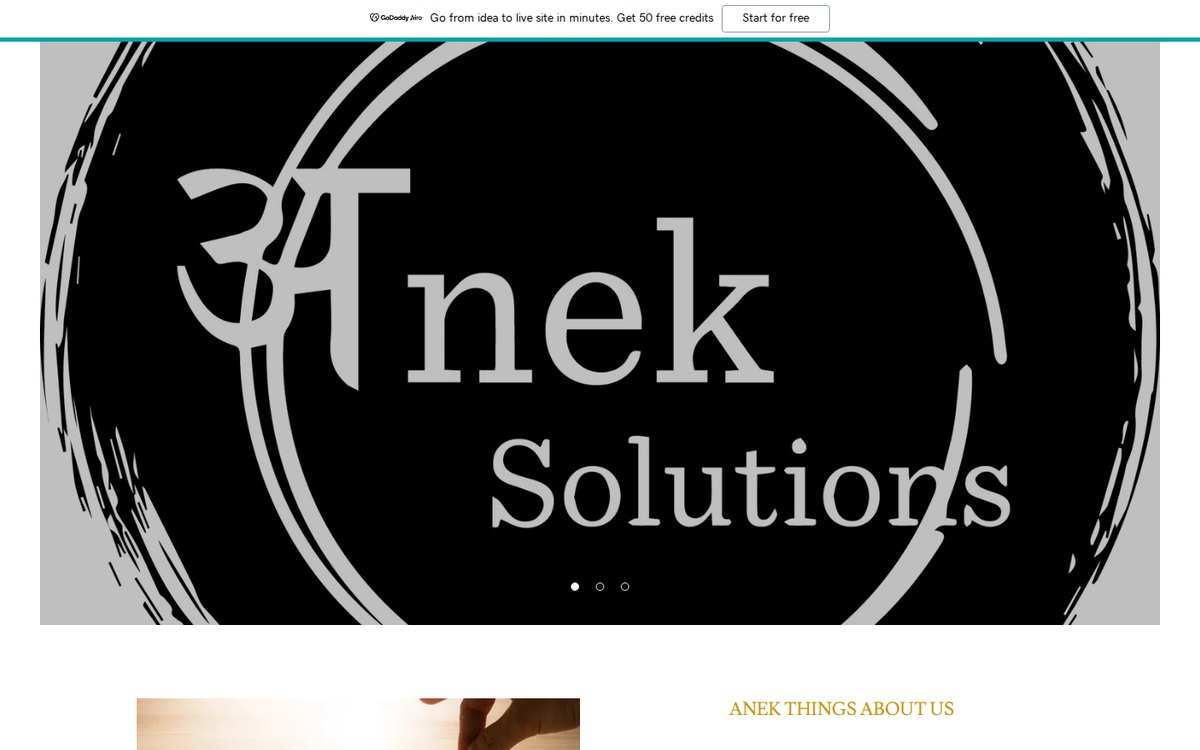 GoDaddy Airo Go from idea to live site in minutes. Get 50 free credits Start for free
अnek
Solutions
ANEK THINGS ABOUT US